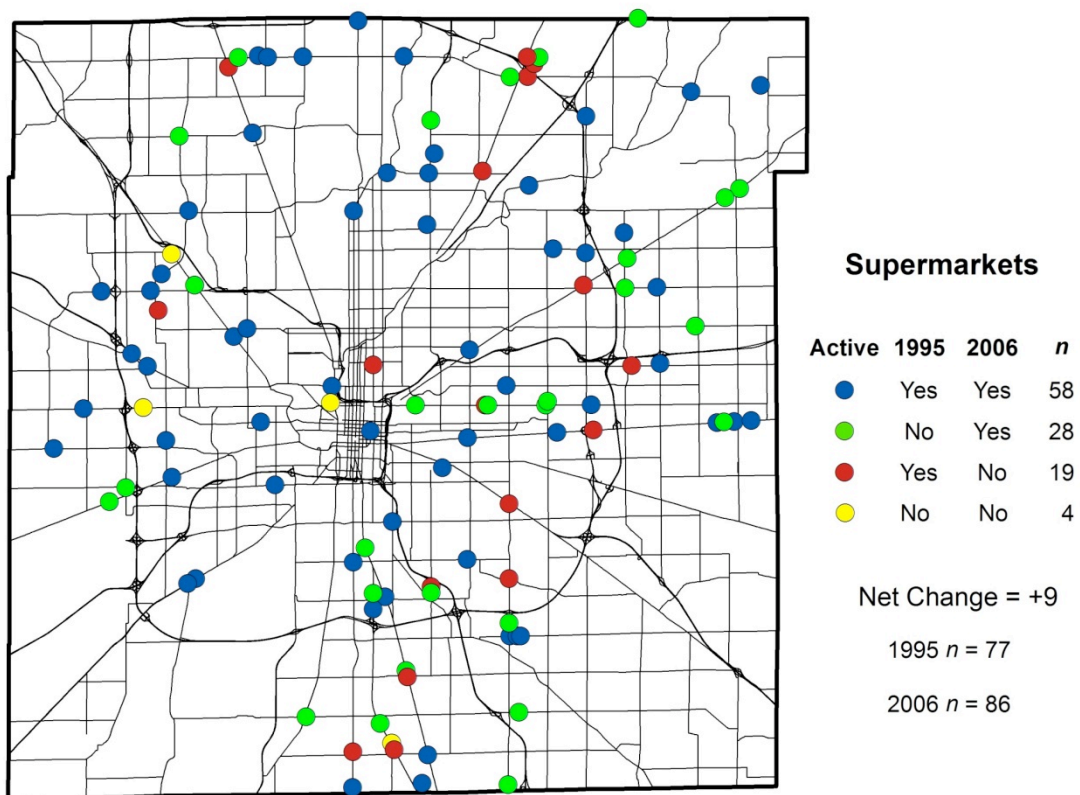 Supermarkets
Active 1995 2006 n
Yes Yes 58
No Yes 28
Yes No 19
No No 4
Net Change = +9
1995 n = 77
2006 n = 86